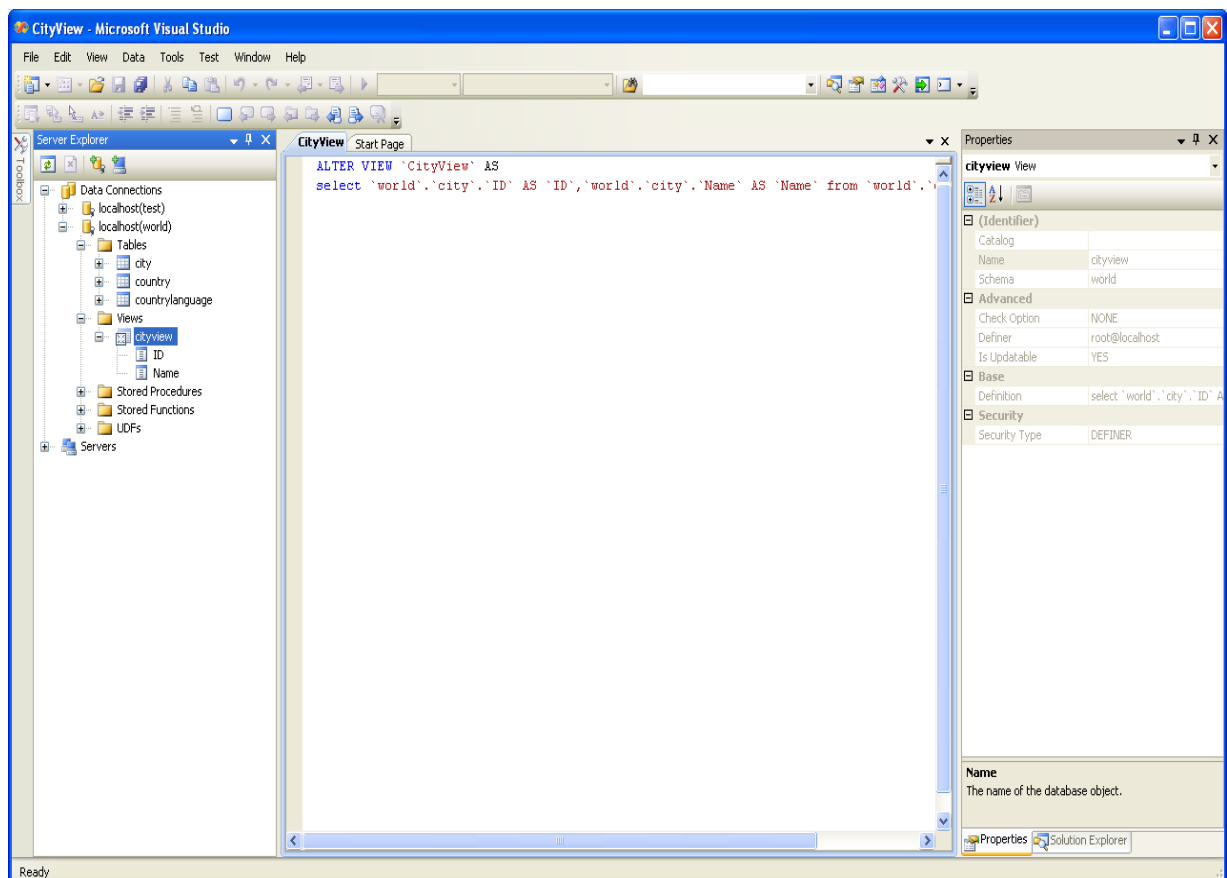 CityView - Microsoft Visual Studio
File Edit View Data Tools Test Window Help
Toolbox
Server Explorer
Data Connections
localhost(test)
localhost(world)
Tables
city
country
countrylanguage
Views
cityview
ID
Name
Stored Procedures
Stored Functions
UDFs
Servers
CityView Start Page
ALTER VIEW `CityView` AS
select `world`.`city`.`ID` AS `ID`,`world`.`city`.`Name` AS `Name` from `world`.`
Properties
cityview View
(Identifier)
Catalog
Name cityview
Schema world
Advanced
Check Option NONE
Definer root@localhost
Is Updatable YES
Base
Definition select `world`.`city`.`ID` A
Security
Security Type DEFINER
Name
The name of the database object.
Properties Solution Explorer
Ready